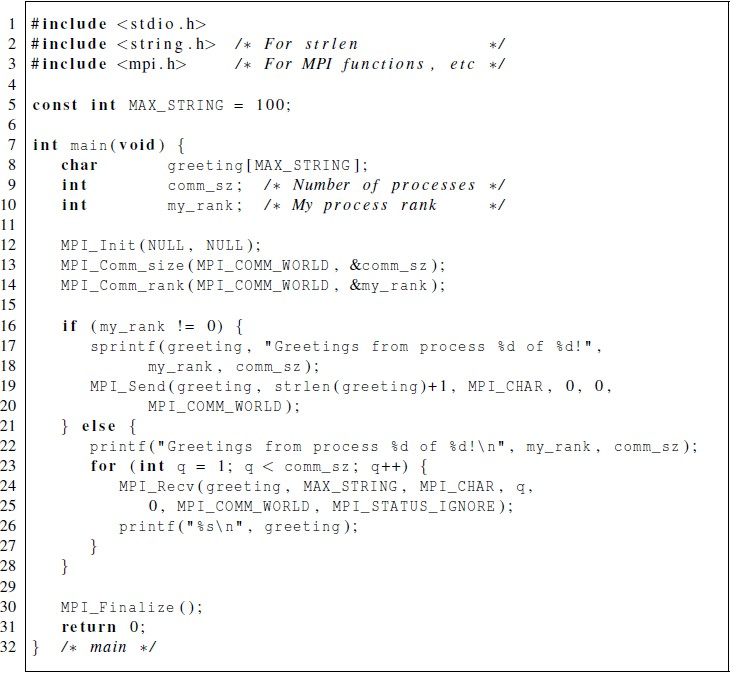 1 #include <stdio.h>
2 #include <string.h>  /* For strlen                  */
3 #include <mpi.h>     /* For MPI functions, etc */
4
5 const int MAX_STRING = 100;
6
7 int main(void) {
8    char       greeting[MAX_STRING];
9    int        comm_sz;  /* Number of processes */
10    int        my_rank;  /* My process rank       */
11
12    MPI_Init(NULL, NULL);
13    MPI_Comm_size(MPI_COMM_WORLD, &comm_sz);
14    MPI_Comm_rank(MPI_COMM_WORLD, &my_rank);
15
16    if (my_rank != 0) {
17       sprintf(greeting, "Greetings from process %d of %d!",
18             my_rank, comm_sz);
19       MPI_Send(greeting, strlen(greeting)+1, MPI_CHAR, 0, 0,
20             MPI_COMM_WORLD);
21    } else {
22       printf("Greetings from process %d of %d!\n", my_rank, comm_sz);
23       for (int q = 1; q < comm_sz; q++) {
24          MPI_Recv(greeting, MAX_STRING, MPI_CHAR, q,
25             0, MPI_COMM_WORLD, MPI_STATUS_IGNORE);
26          printf("%s\n", greeting);
27       }
28    }
29
30    MPI_Finalize();
31    return 0;
32 }  /* main */